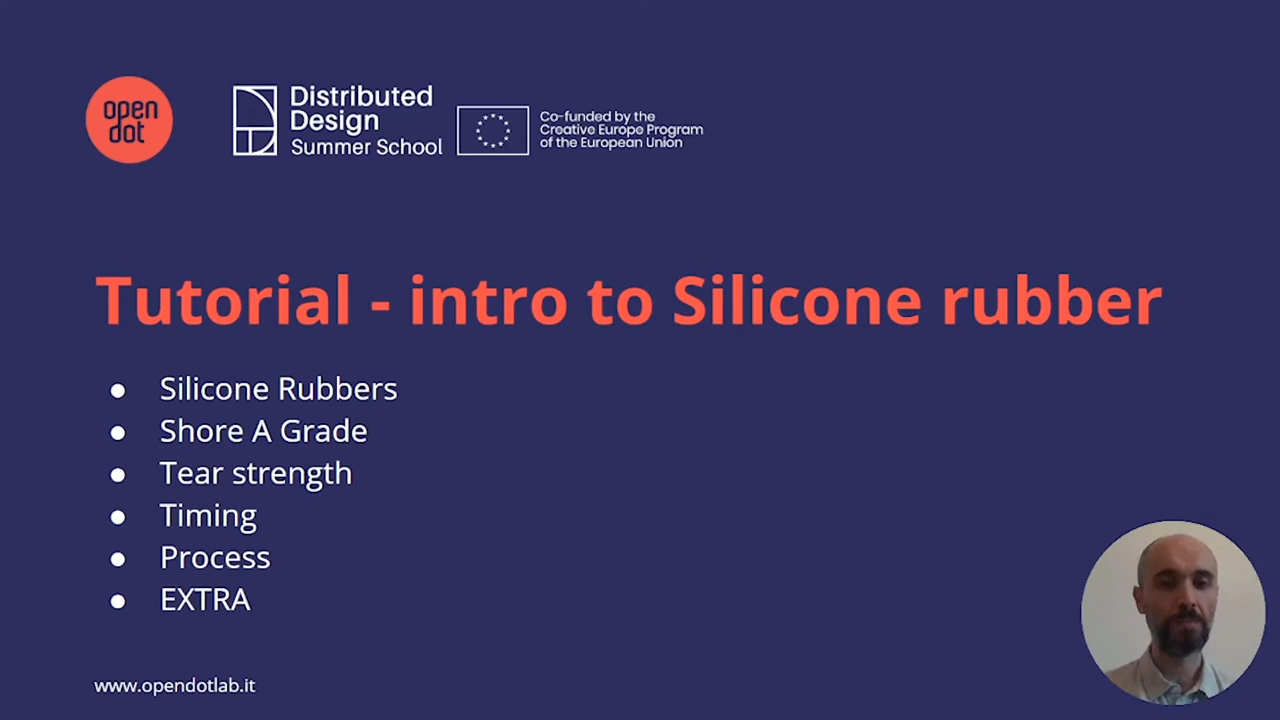 open
dot
Distributed
Design
Summer School
Co-funded by the
Creative Europe Program
of the European Union
Tutorial - intro to Silicone rubber
● Silicone Rubbers
● Shore A Grade
● Tear strength
● Timing
● Process
● EXTRA
www.opendotlab.it